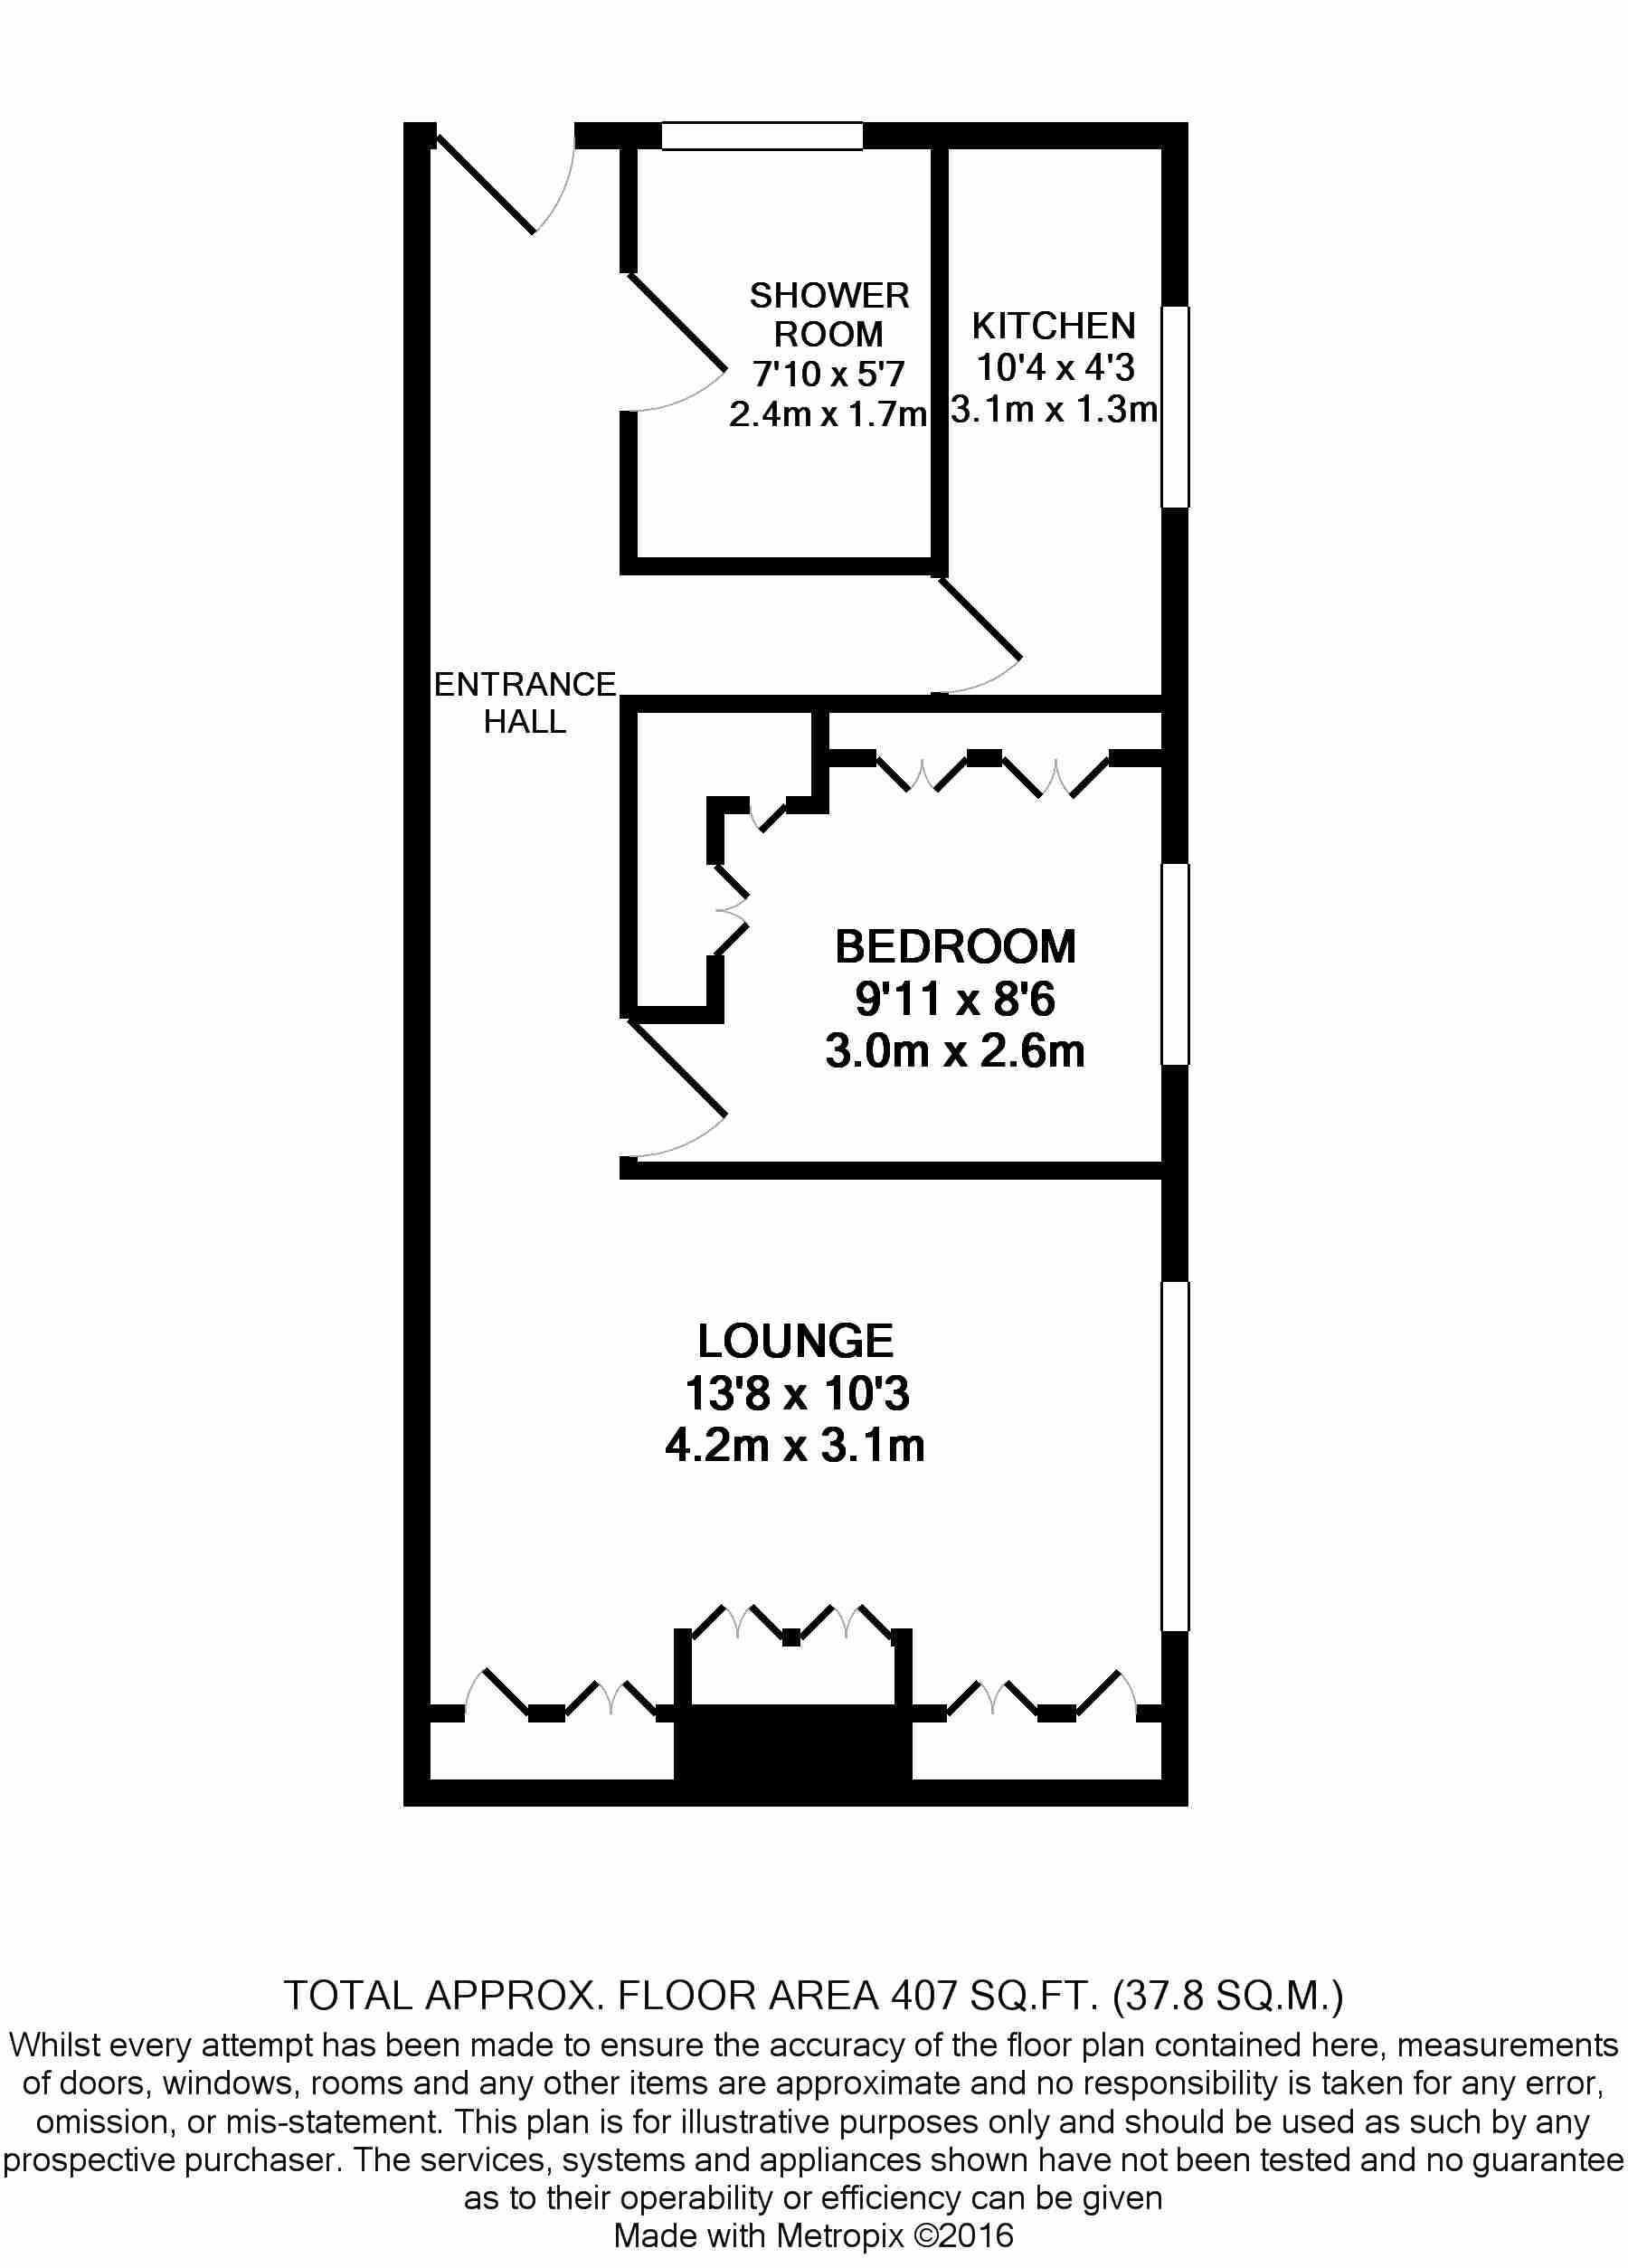 SHOWER
ROOM
7'10 x 5'7
2.4m x 1.7m
KITCHEN
10'4 x 4'3
3.1m x 1.3m
ENTRANCE
HALL
BEDROOM
9'11 x 8'6
3.0m x 2.6m
LOUNGE
13'8 x 10'3
4.2m x 3.1m
TOTAL APPROX. FLOOR AREA 407 SQ.FT. (37.8 SQ.M.)
Whilst every attempt has been made to ensure the accuracy of the floor plan contained here, measurements
of doors, windows, rooms and any other items are approximate and no responsibility is taken for any error,
omission, or mis-statement. This plan is for illustrative purposes only and should be used as such by any
prospective purchaser. The services, systems and appliances shown have not been tested and no guarantee
as to their operability or efficiency can be given
Made with Metropix ©2016